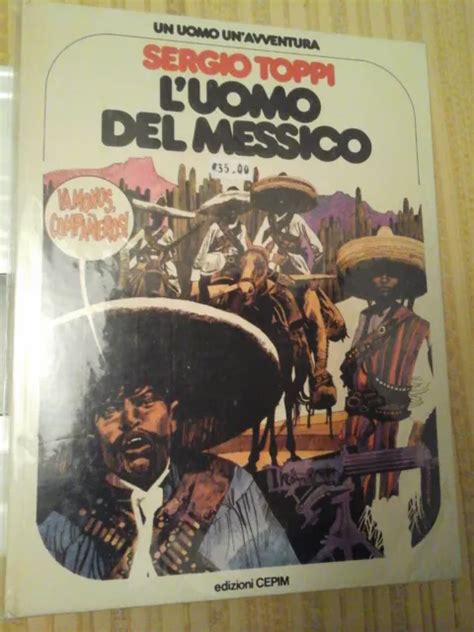 UN UOMO UN'AVVENTURA
SERGIO TOPPI
L'UOMO
DEL MESSICO
€35.00
VAMONOS,
COMPAÑEROS!
edizioni CEPIM